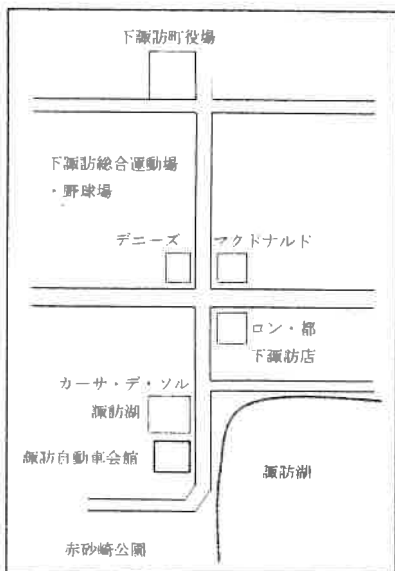 下諏訪町役場
下諏訪総合運動場
・野球場
デニーズ
マクドナルド
ロン・都
下諏訪店
カーサ・デ・ソル
諏訪湖
諏訪自動車会館
諏訪湖
赤砂崎公園